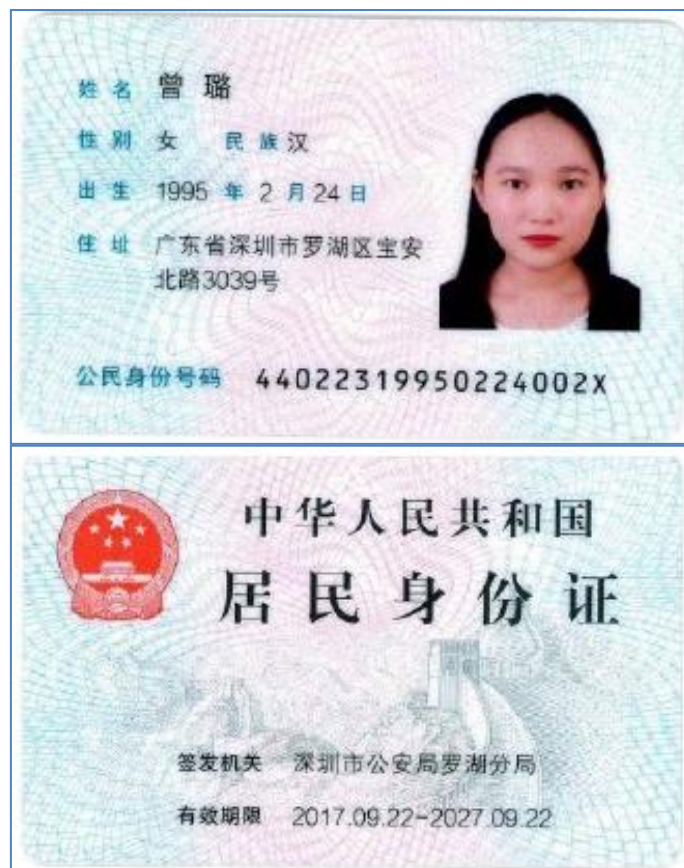 姓名 曾璐
性别 女 民族 汉
出生 1995 年 2 月 24 日
住址 广东省深圳市罗湖区宝安
北路3039号
公民身份号码 44022319950224002X
中华人民共和国
居民身份证
签发机关 深圳市公安局罗湖分局
有效期限 2017.09.22-2027.09.22